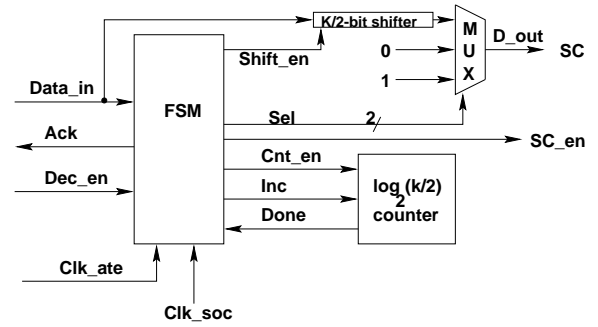 K/2-bit shifter
M
U
X
D_out
SC
Shift_en
0
1
Data_in
FSM
Sel
2
Ack
SC_en
Cnt_en
Dec_en
Inc
log (k/2)
2
counter
Done
Clk_ate
Clk_soc